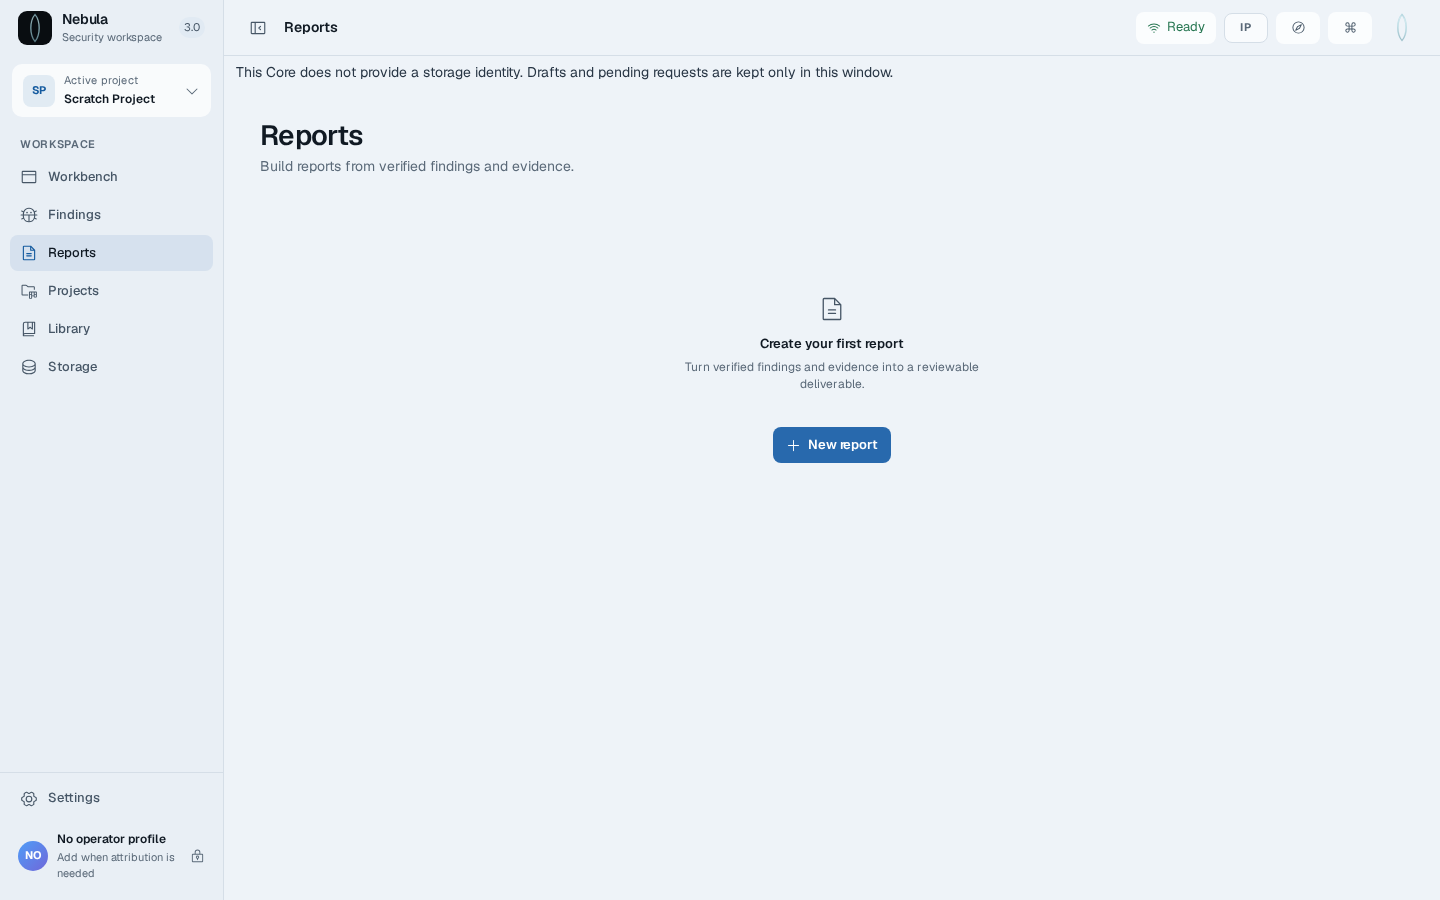 Nebula
Security workspace
3.0
Active project
SP
Scratch Project
WORKSPACE
Workbench
Findings
Reports
Projects
Library
Storage
Settings
NO
No operator profile
Add when attribution is
needed
Reports
Ready
IP
This Core does not provide a storage identity. Drafts and pending requests are kept only in this window.
Reports
Build reports from verified findings and evidence.
Create your first report
Turn verified findings and evidence into a reviewable
deliverable.
New report